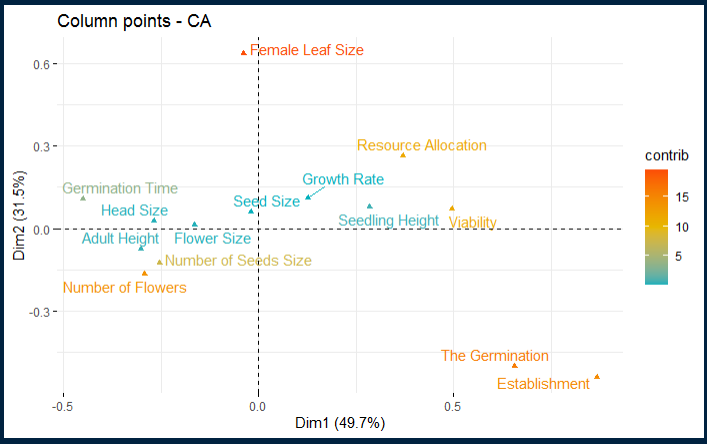 Column points - CA
Female Leaf Size
0.6
contrib
Resource Allocation
0.3
Growth Rate
Germination Time
15
Seed Size
Head Size
Seedling Height
Viability
10
Dim2 (31.5%)
0.0
Adult Height
Flower Size
5
Number of Seeds Size
Number of Flowers
-0.3
The Germination
Establishment
-0.5
0.0
0.5
Dim1 (49.7%)